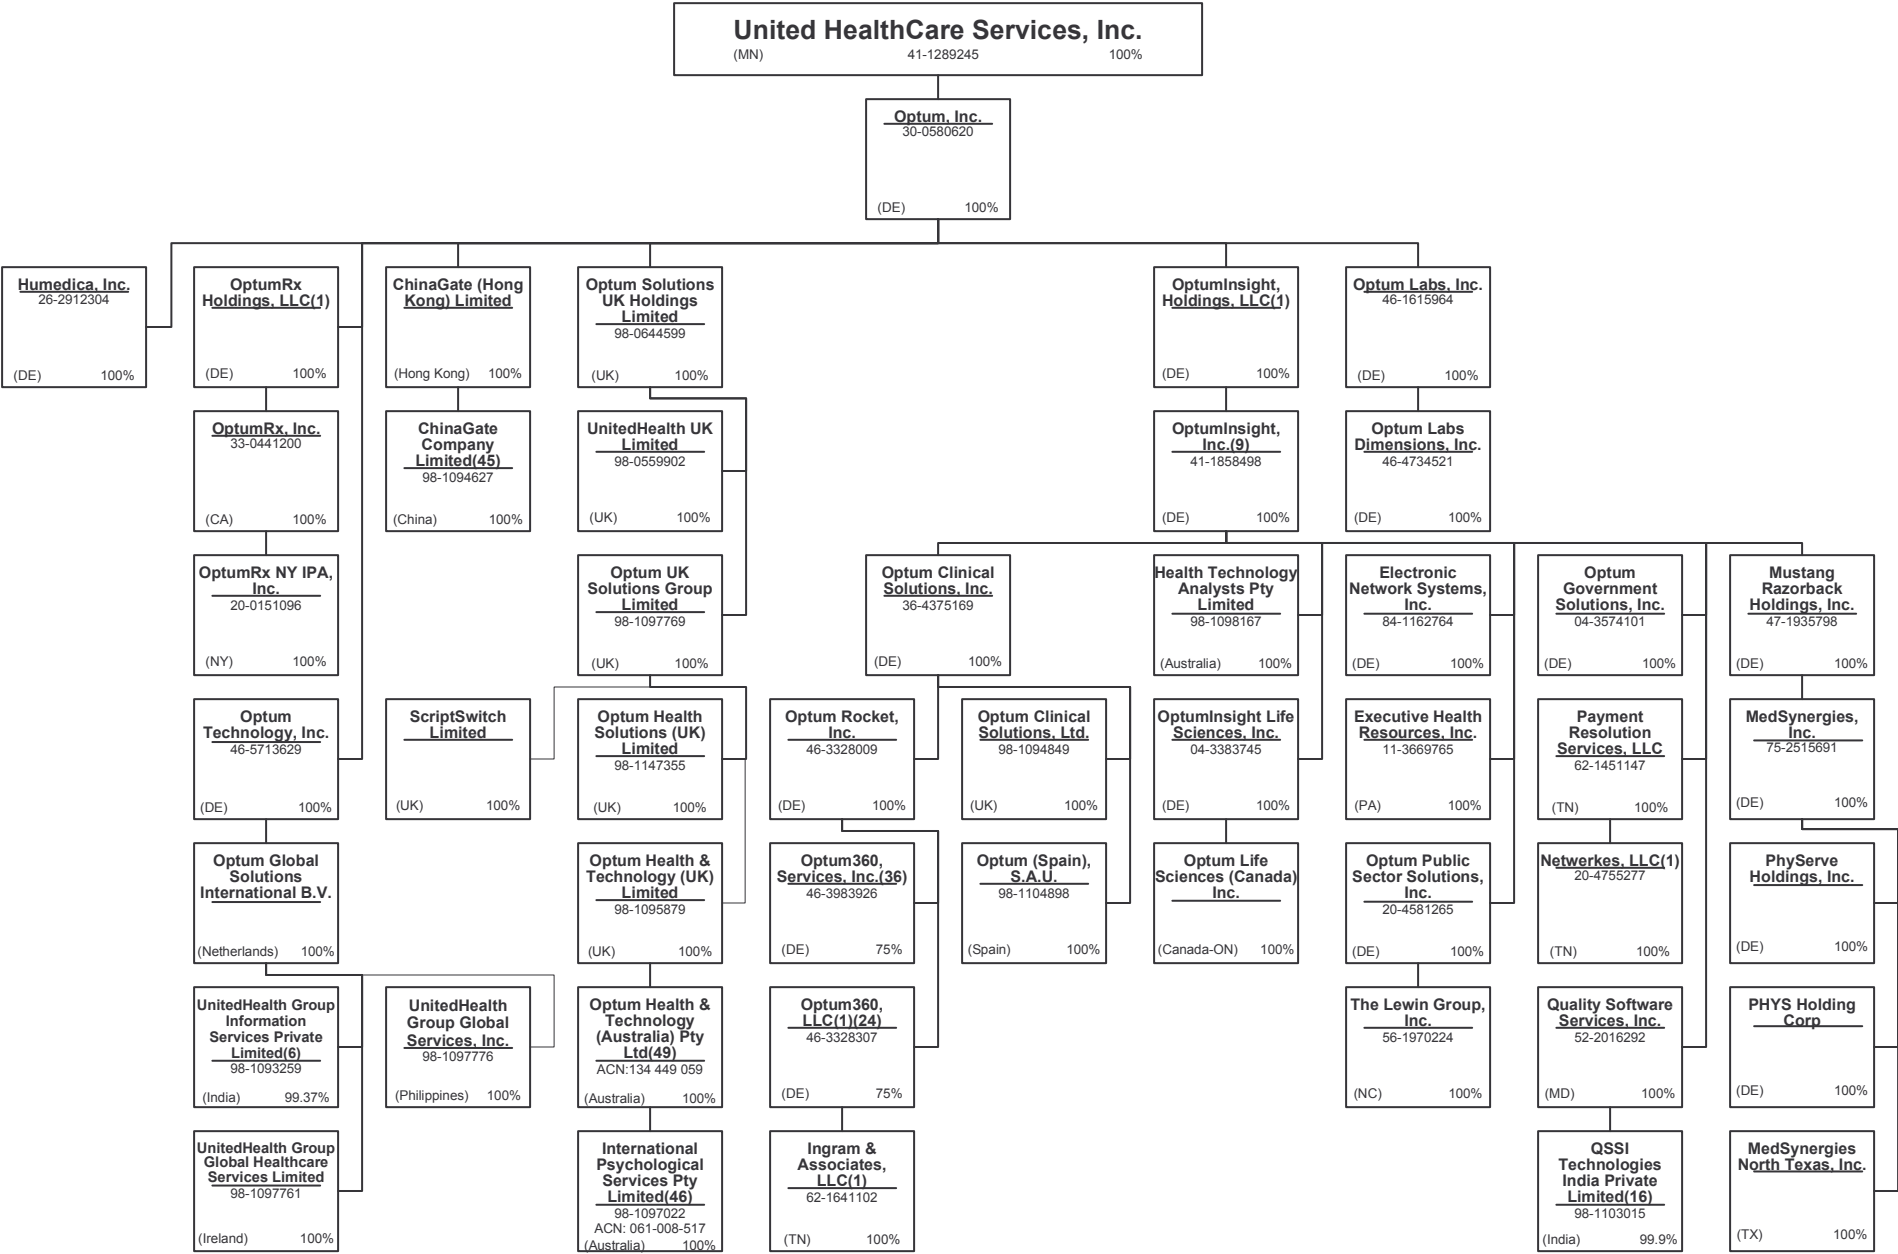 United HealthCare Services, Inc.
(MN) 41-1289245 100%
Optum, Inc.
30-0580620
(DE) 100%
Humedica, Inc.
26-2912304
(DE) 100%
OptumRx
Holdings, LLC(1)
(DE) 100%
ChinaGate (Hong
Kong) Limited
(Hong Kong) 100%
Optum Solutions
UK Holdings
Limited
98-0644599
(UK) 100%
OptumInsight,
Holdings, LLC(1)
(DE) 100%
Optum Labs, Inc.
46-1615964
(DE) 100%
OptumRx, Inc.
33-0441200
(CA) 100%
ChinaGate
Company
Limited(45)
98-1094627
(China) 100%
UnitedHealth UK
Limited
98-0559902
(UK) 100%
OptumInsight,
Inc.(9)
41-1858498
(DE) 100%
Optum Labs
Dimensions, Inc.
46-4734521
(DE) 100%
OptumRx NY IPA,
Inc.
20-0151096
(NY) 100%
Optum UK
Solutions Group
Limited
98-1097769
(UK) 100%
Optum Clinical
Solutions, Inc.
36-4375169
(DE) 100%
Health Technology
Analysts Pty
Limited
98-1098167
(Australia) 100%
Electronic
Network Systems,
Inc.
84-1162764
(DE) 100%
Optum
Government
Solutions, Inc.
04-3574101
(DE) 100%
Mustang
Razorback
Holdings, Inc.
47-1935798
(DE) 100%
Optum
Technology, Inc.
46-5713629
(DE) 100%
ScriptSwitch
Limited
(UK) 100%
Optum Health
Solutions (UK)
Limited
98-1147355
(UK) 100%
Optum Rocket,
Inc.
46-3328009
(DE) 100%
Optum Clinical
Solutions, Ltd.
98-1094849
(UK) 100%
OptumInsight Life
Sciences, Inc.
04-3383745
(DE) 100%
Executive Health
Resources, Inc.
11-3669765
(PA) 100%
Payment
Resolution
Services, LLC
62-1451147
(TN) 100%
MedSynergies,
Inc.
75-2515691
(DE) 100%
Optum Global
Solutions
International B.V.
(Netherlands) 100%
Optum Health &
Technology (UK)
Limited
98-1095879
(UK) 100%
Optum360,
Services, Inc.(36)
46-3983926
(DE) 75%
Optum (Spain),
S.A.U.
98-1104898
(Spain) 100%
Optum Life
Sciences (Canada)
Inc.
(Canada-ON) 100%
Optum Public
Sector Solutions,
Inc.
20-4581265
(DE) 100%
Netwerkes, LLC(1)
20-4755277
(TN) 100%
PhyServe
Holdings, Inc.
(DE) 100%
UnitedHealth Group
Information
Services Private
Limited(6)
98-1093259
(India) 99.37%
UnitedHealth
Group Global
Services, Inc.
98-1097776
(Philippines) 100%
Optum Health &
Technology
(Australia) Pty
Ltd(49)
ACN:134 449 059
(Australia) 100%
Optum360,
LLC(1)(24)
46-3328307
(DE) 75%
The Lewin Group,
Inc.
56-1970224
(NC) 100%
Quality Software
Services, Inc.
52-2016292
(MD) 100%
PHYS Holding
Corp
(DE) 100%
UnitedHealth Group
Global Healthcare
Services Limited
98-1097761
(Ireland) 100%
International
Psychological
Services Pty
Limited(46)
98-1097022
ACN: 061-008-517
(Australia) 100%
Ingram &
Associates,
LLC(1)
62-1641102
(TN) 100%
QSSI
Technologies
India Private
Limited(16)
98-1103015
(India) 99.9%
MedSynergies
North Texas, Inc.
(TX) 100%